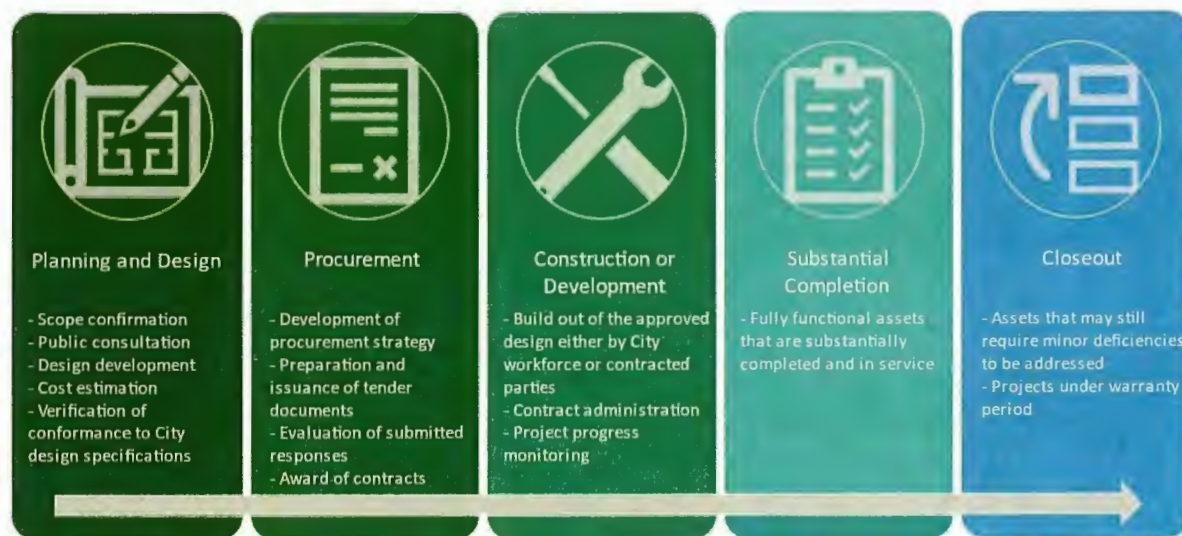 Planning and Design
- Scope confirmation
- Public consultation
- Design development
- Cost estimation
- Verification of
conformance to City
design specifications
Procurement
- Development of
procurement strategy
- Preparation and
issuance of tender
documents
- Evaluation of submitted
responses
- Award of contracts
Construction or
Development
- Build out of the approved
design either by City
workforce or contracted
parties
- Contract administration
- Project progress
monitoring
Substantial
Completion
- Fully functional assets
that are substantially
completed and in service
Closeout
- Assets that may still
require minor deficiencies
to be addressed
- Projects under warranty
period